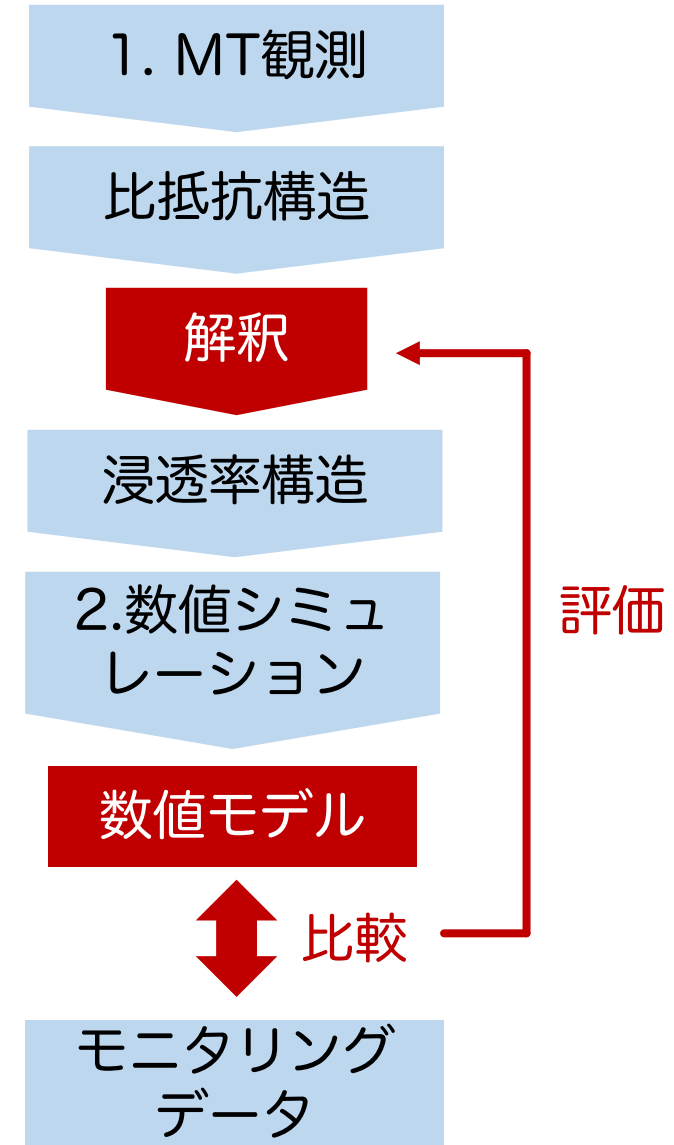 1. MT観測
比抵抗構造
解釈
浸透率構造
2.数値シミュ
レーション
評価
数値モデル
比較
モニタリング
データ